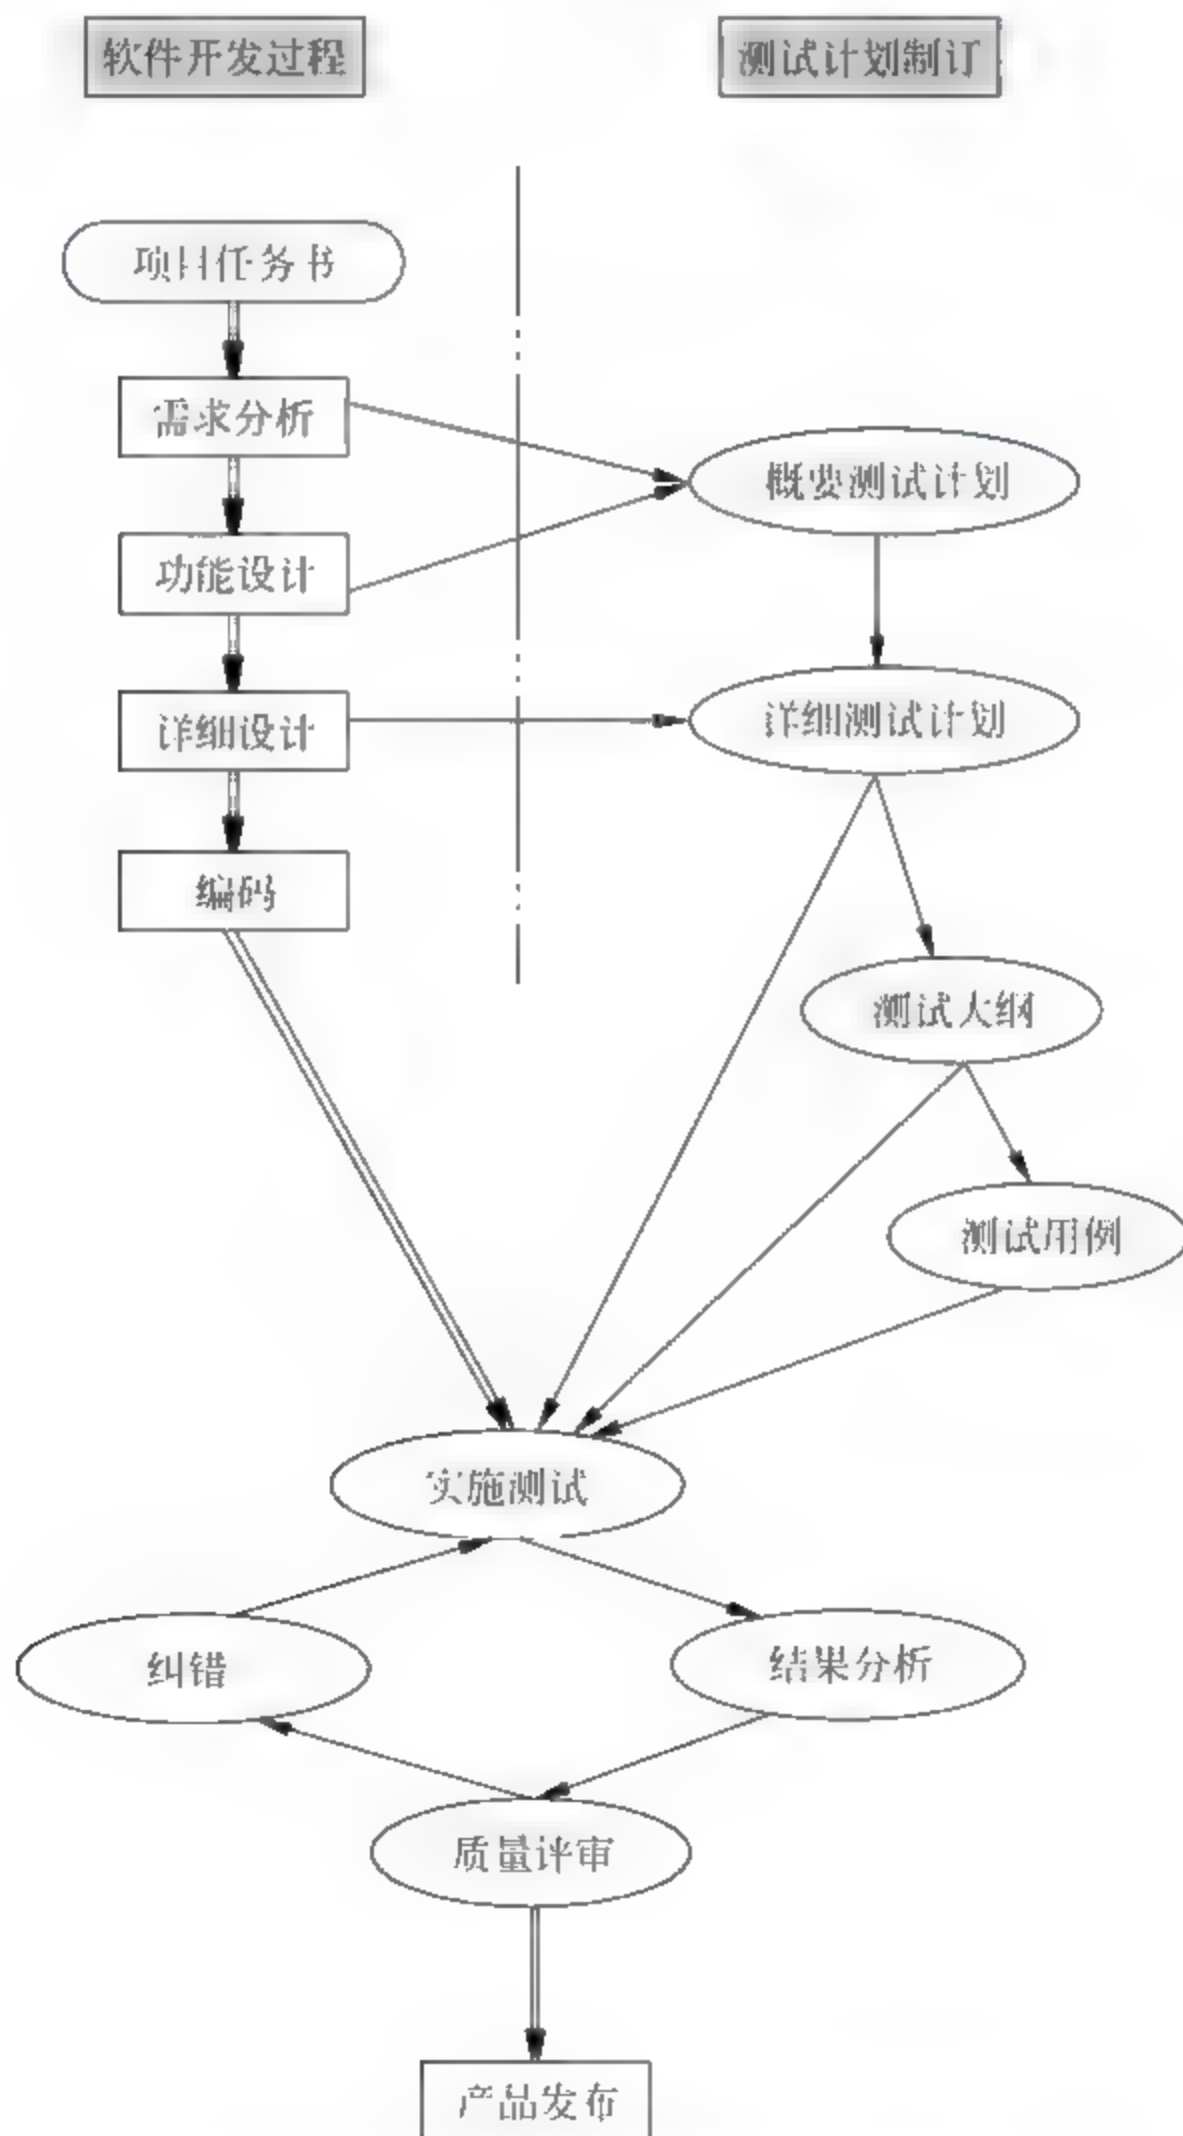 软件开发过程
测试计划制订
项目任务书
需求分析
概要测试计划
功能设计
详细设计
详细测试计划
编码
测试大纲
测试用例
实施测试
纠错
结果分析
质量评审
产品发布